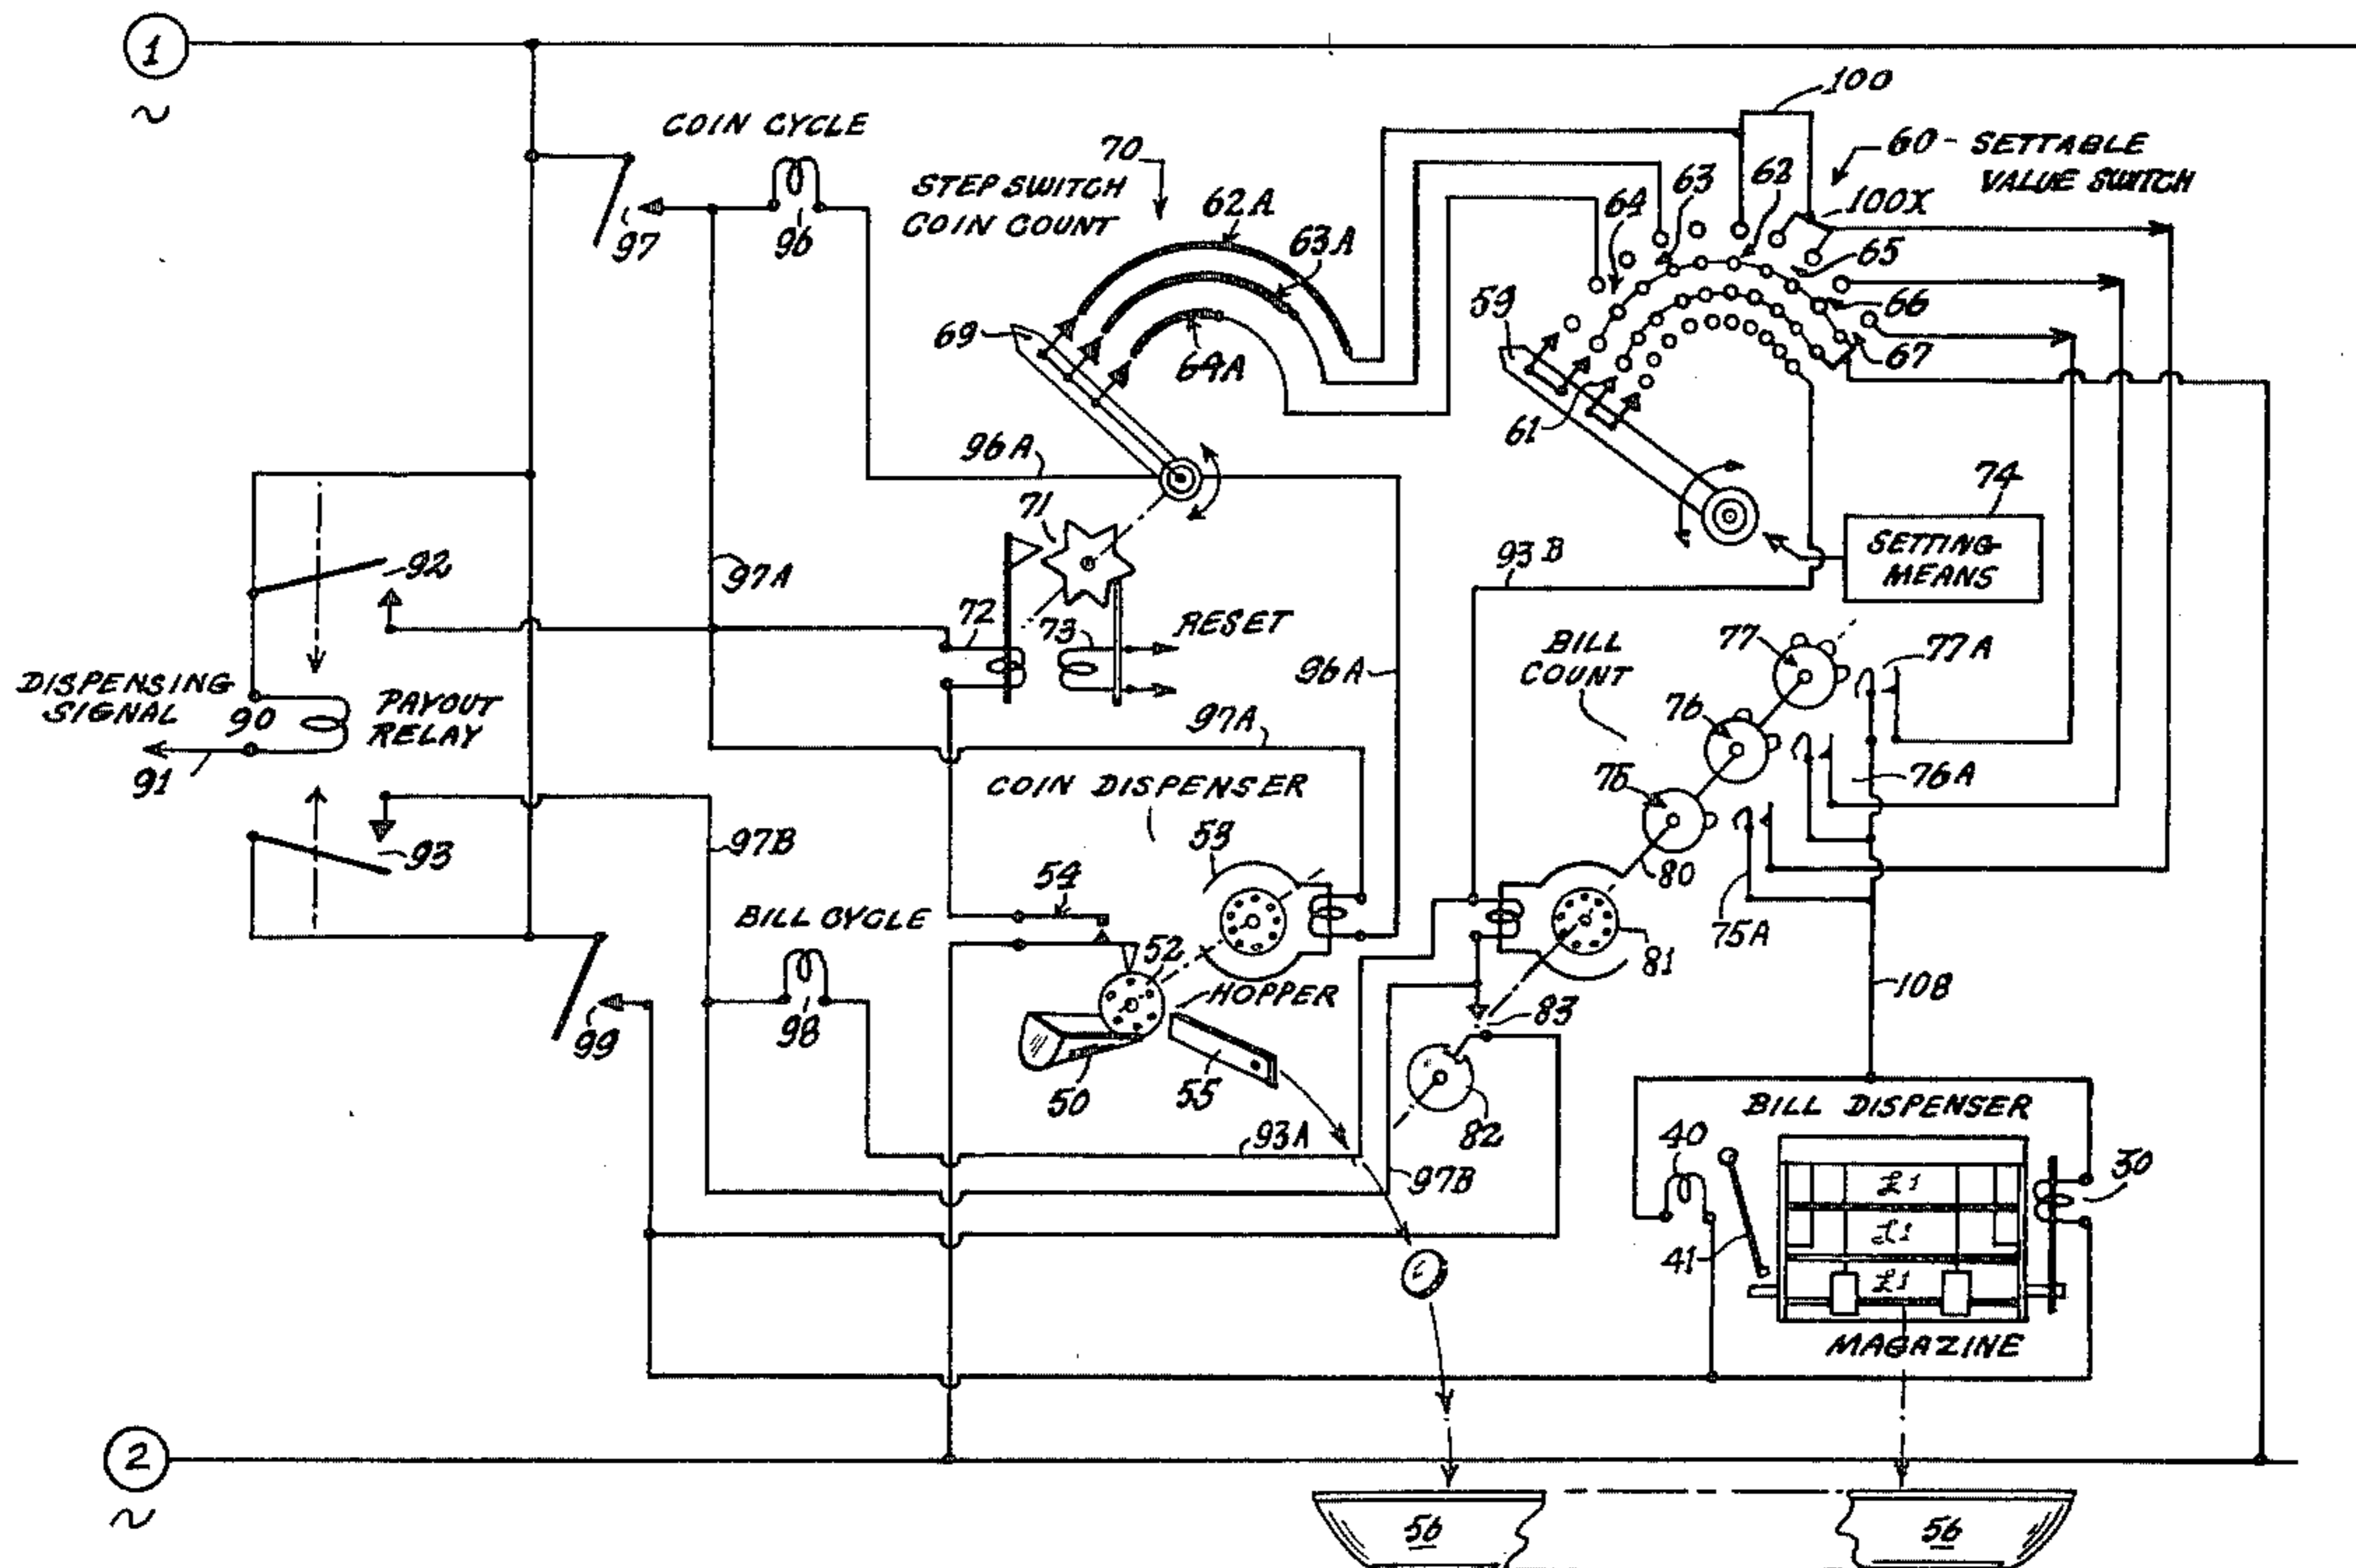 1
~
COIN CYCLE
97
96
70
STEP SWITCH
COIN COUNT
62A
63A
64A
69
100
60 - SETTABLE
VALUE SWITCH
100X
62
63
64
65
66
67
59
61
96A
71
97A
72
73
RESET
74
SETTING
MEANS
93B
92
DISPENSING
SIGNAL
90
PAYOUT
RELAY
91
93
97A
96A
BILL
COUNT
77
77A
76
76A
75
75A
80
97B
COIN DISPENSER
53
54
52
HOPPER
BILL CYCLE
98
99
50
55
81
83
82
108
93A
97B
BILL DISPENSER
40
41
30
£1
£1
£1
MAGAZINE
2
~
56
56